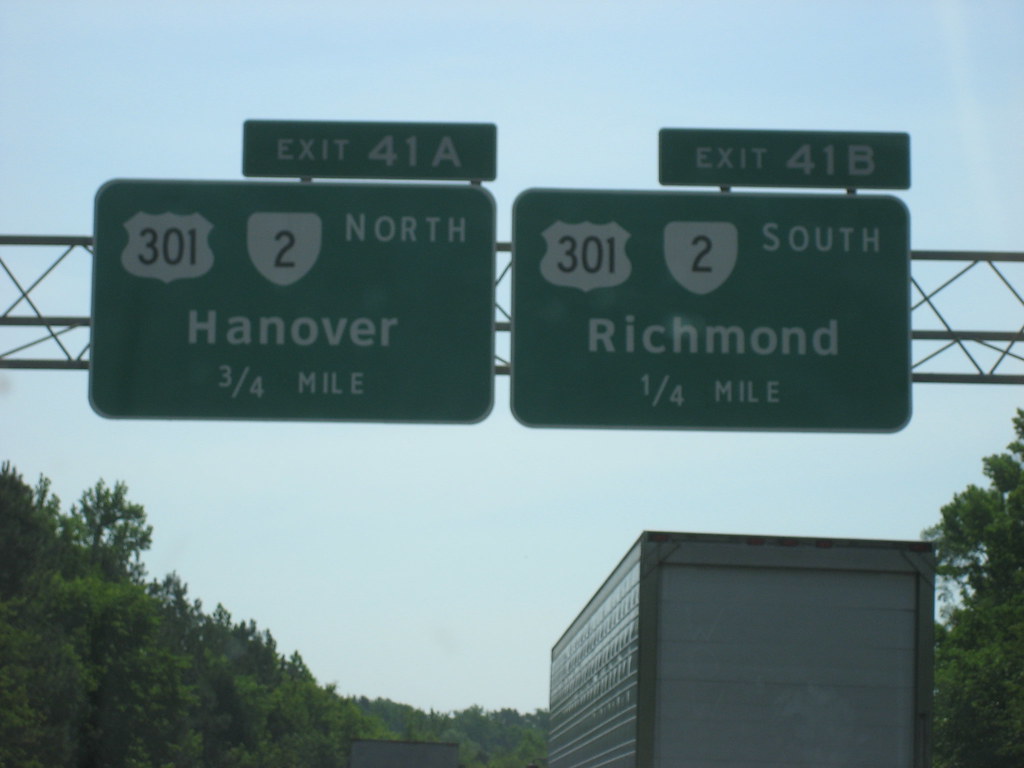 EXIT 41A
301 2 NORTH
Hanover
3/4 MILE
EXIT 41B
301 2 SOUTH
Richmond
1/4 MILE